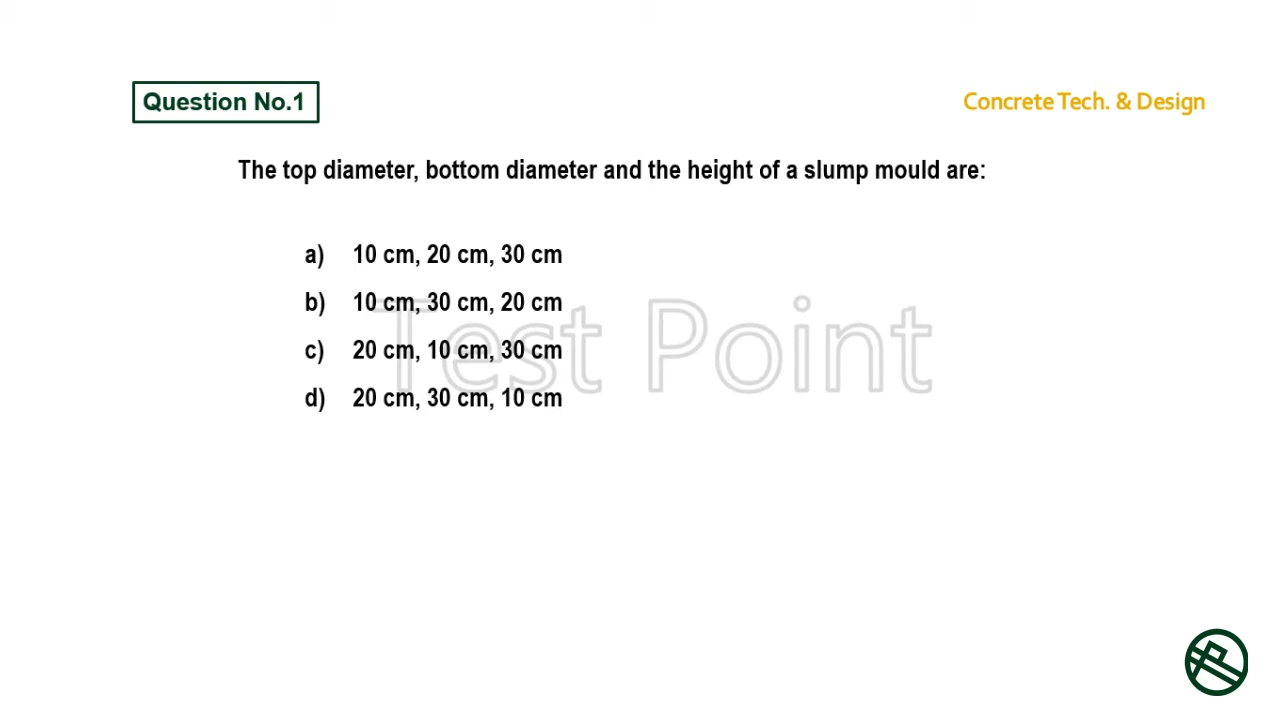 Question No.1
Concrete Tech. & Design
The top diameter, bottom diameter and the height of a slump mould are:
a) 10 cm, 20 cm, 30 cm
b) 10 cm, 30 cm, 20 cm
c) 20 cm, 10 cm, 30 cm
d) 20 cm, 30 cm, 10 cm
Test Point